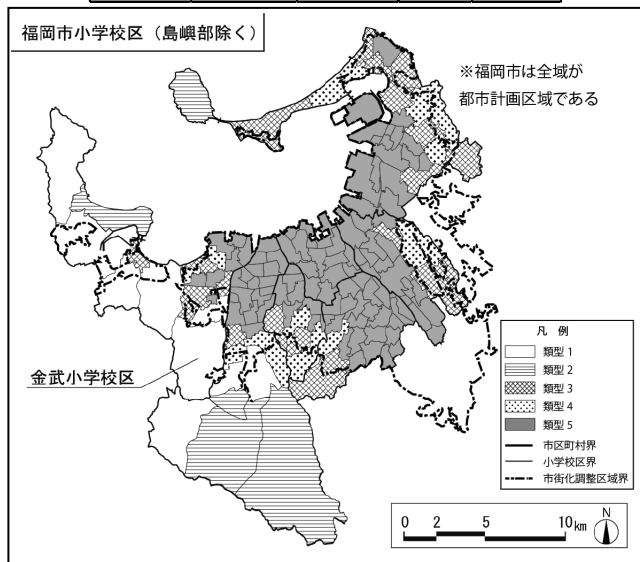 福岡市小学校区（島嶼部除く）
※福岡市は全域が
都市計画区域である
金武小学校区
凡 例
類型 1
類型 2
類型 3
類型 4
類型 5
市区町村界
小学校区界
市街化調整区域界
0 2 5 10 km
N